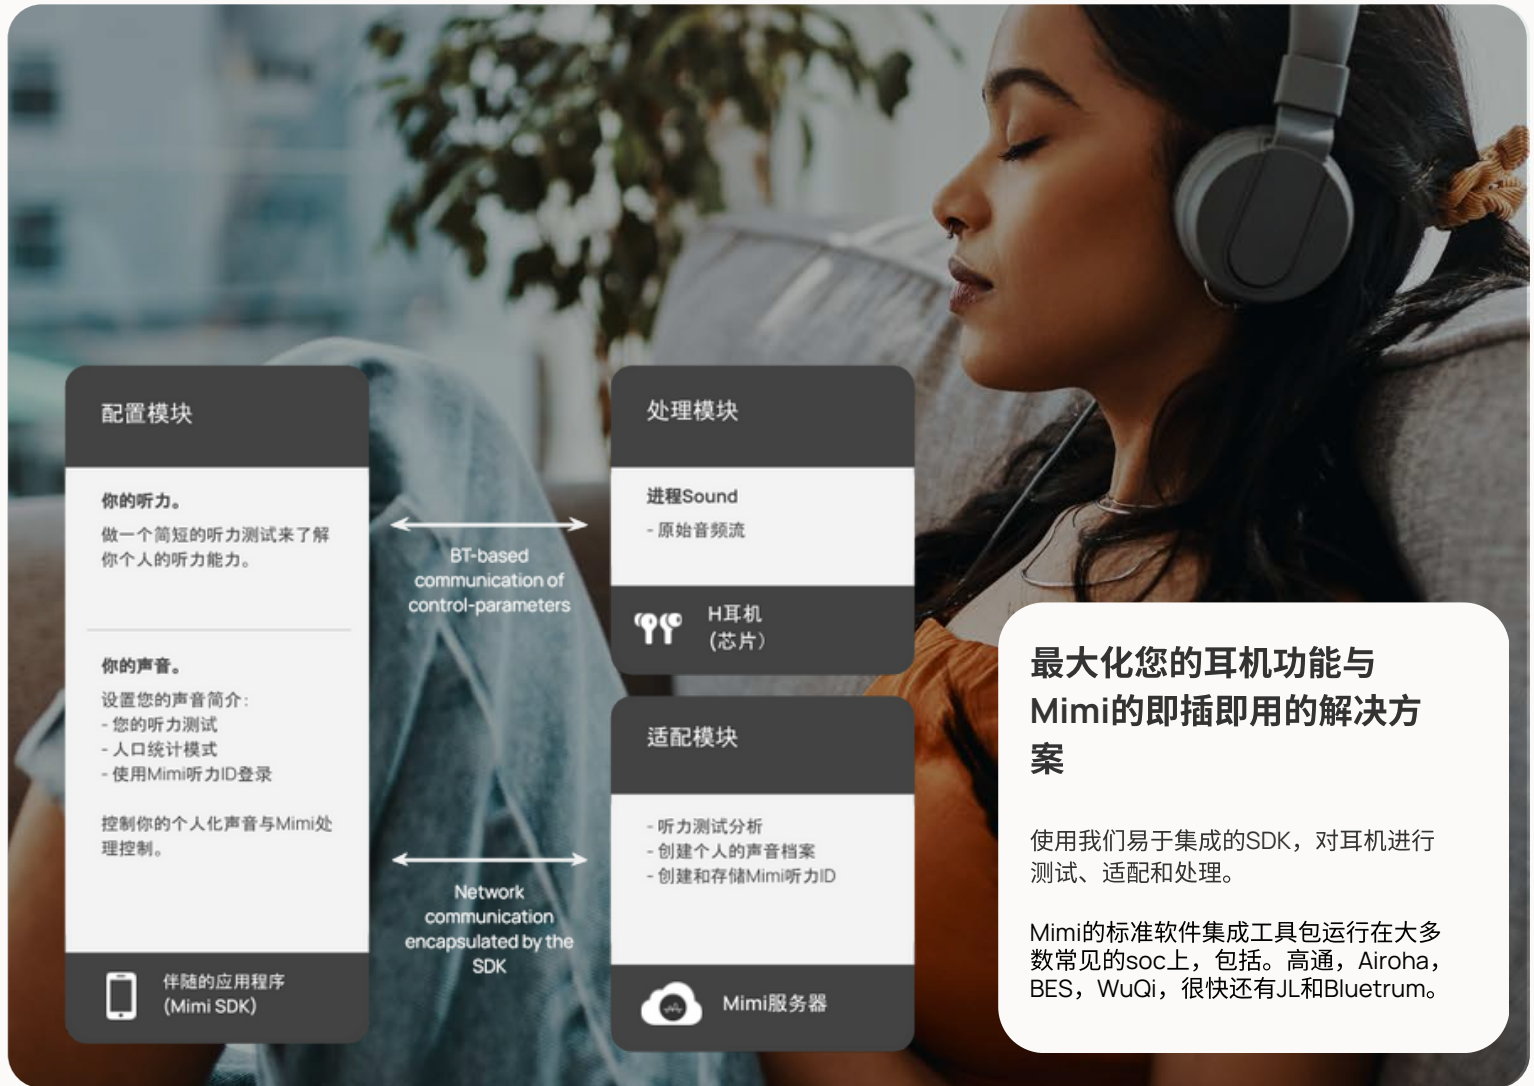 配置模块
你的听力。
做一个简短的听力测试来了解
你个人的听力能力。
你的声音。
设置您的声音简介：
- 您的听力测试
- 人口统计模式
- 使用Mimi听力ID登录
控制你的个人化声音与Mimi处
理控制。
伴随的应用程序
(Mimi SDK)
BT-based
communication of
control-parameters
Network
communication
encapsulated by the
SDK
处理模块
进程Sound
- 原始音频流
H耳机
(芯片）
适配模块
- 听力测试分析
- 创建个人的声音档案
- 创建和存储Mimi听力ID
Mimi服务器
最大化您的耳机功能与
Mimi的即插即用的解决方
案
使用我们易于集成的SDK，对耳机进行
测试、适配和处理。
Mimi的标准软件集成工具包运行在大多
数常见的soc上，包括。高通，Airoha，
BES，WuQi，很快还有JL和Bluetrum。